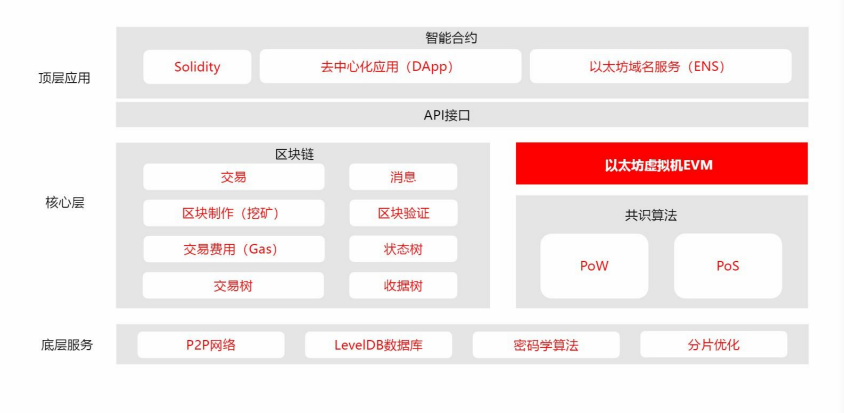 智能合约
顶层应用
Solidity
去中心化应用（DApp）
以太坊域名服务（ENS）
API接口
核心层
区块链
交易
消息
区块制作（挖矿）
区块验证
交易费用（Gas）
状态树
交易树
收据树
以太坊虚拟机EVM
共识算法
PoW
PoS
底层服务
P2P网络
LevelDB数据库
密码学算法
分片优化